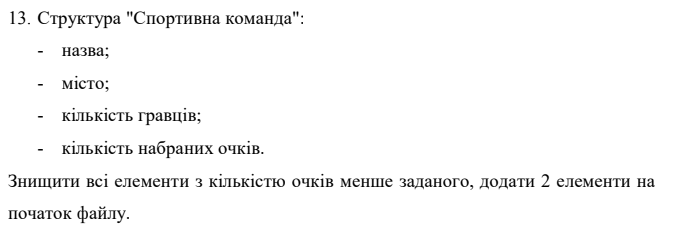 13. Структура "Спортивна команда":
- назва;
- місто;
- кількість гравців;
- кількість набраних очків.
Знищити всі елементи з кількістю очків менше заданого, додати 2 елементи на
початок файлу.